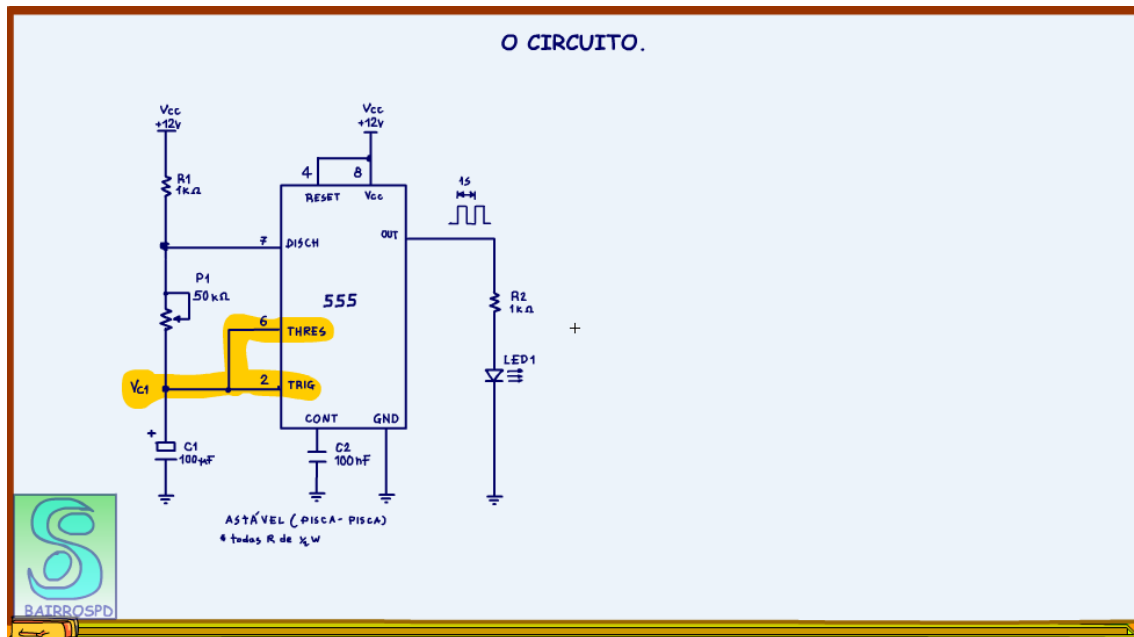 O CIRCUITO.
Vcc
+12V
R1
1KΩ
P1
50KΩ
VC1
+
C1
100µF
Vcc
+12V
4
8
RESET
Vcc
7
DISCH
OUT
555
6
THRES
2
TRIG
CONT
GND
C2
100nF
1s
R2
1KΩ
LED1
ASTÁVEL (PISCA-PISCA)
* todas R de ½ W
BAIRROSPD